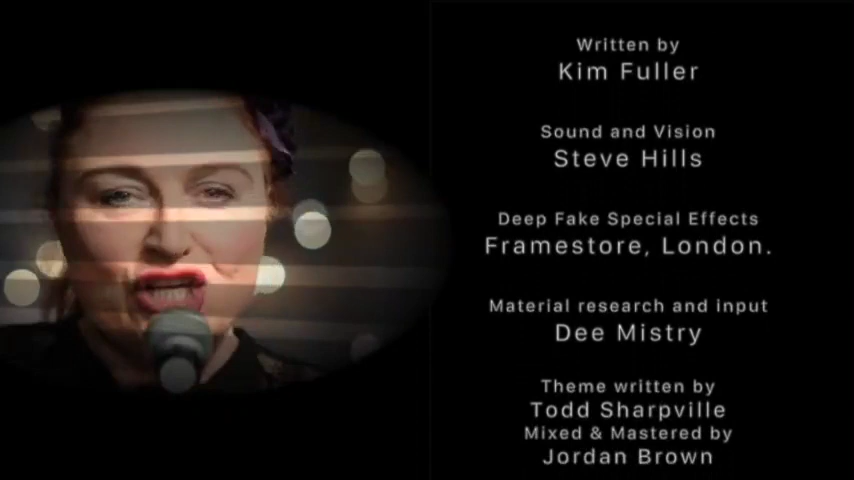 Written by
Kim Fuller
Sound and Vision
Steve Hills
Deep Fake Special Effects
Framestore, London.
Material research and input
Dee Mistry
Theme written by
Todd Sharpville
Mixed & Mastered by
Jordan Brown